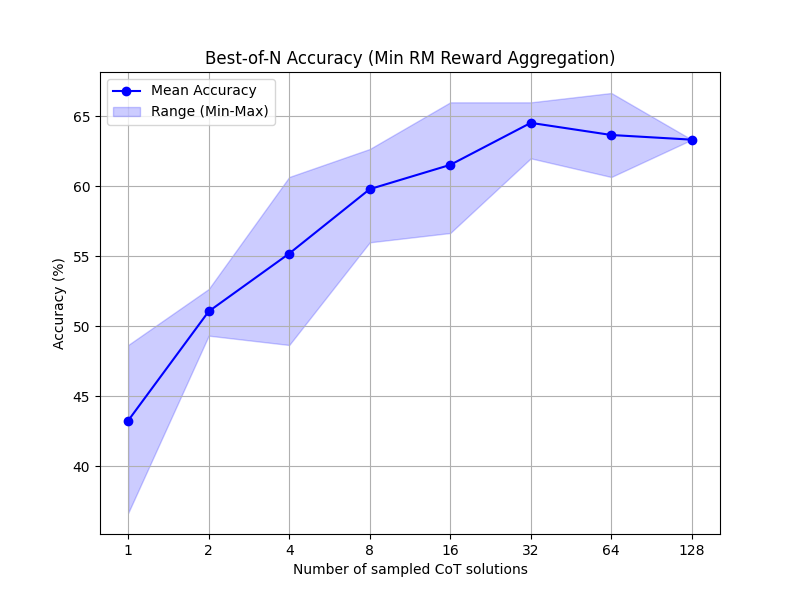 Best-of-N Accuracy (Min RM Reward Aggregation)
Mean Accuracy
Range (Min-Max)
Accuracy (%)
65
60
55
50
45
40
1 2 4 8 16 32 64 128
Number of sampled CoT solutions